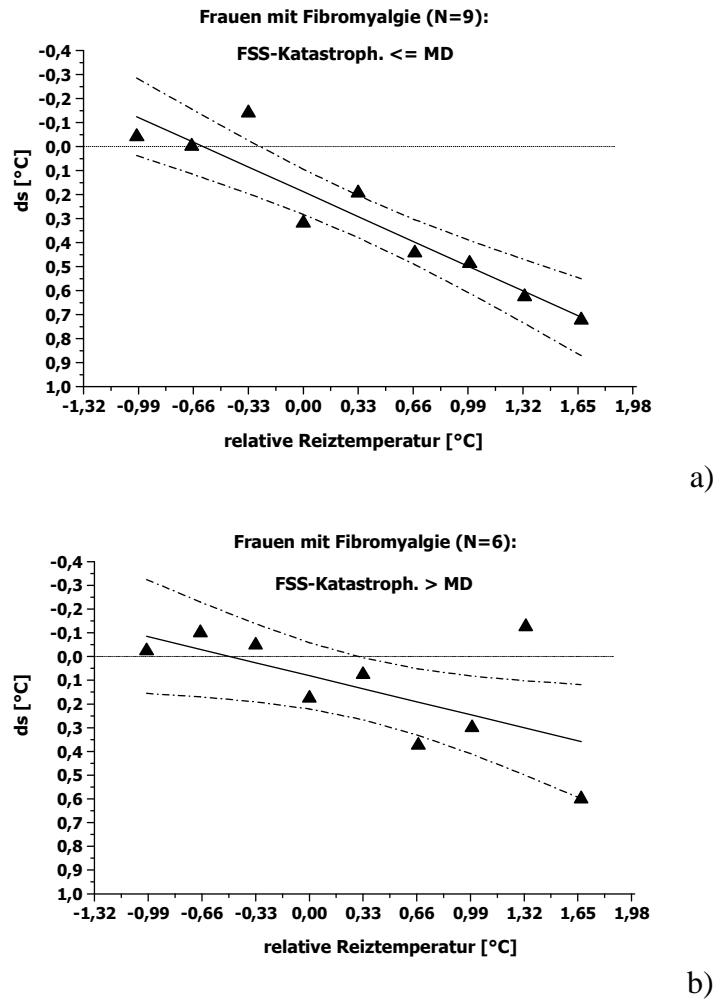 Frauen mit Fibromyalgie (N=9):
FSS-Katastroph. <= MD
-0,4
-0,3
-0,2
-0,1
0,0
0,1
0,2
0,3
0,4
0,5
0,6
0,7
0,8
0,9
1,0
ds [°C]
-1,32 -0,99 -0,66 -0,33 0,00 0,33 0,66 0,99 1,32 1,65 1,98
relative Reiztemperatur [°C]
a)
Frauen mit Fibromyalgie (N=6):
FSS-Katastroph. > MD
-0,4
-0,3
-0,2
-0,1
0,0
0,1
0,2
0,3
0,4
0,5
0,6
0,7
0,8
0,9
1,0
ds [°C]
-1,32 -0,99 -0,66 -0,33 0,00 0,33 0,66 0,99 1,32 1,65 1,98
relative Reiztemperatur [°C]
b)